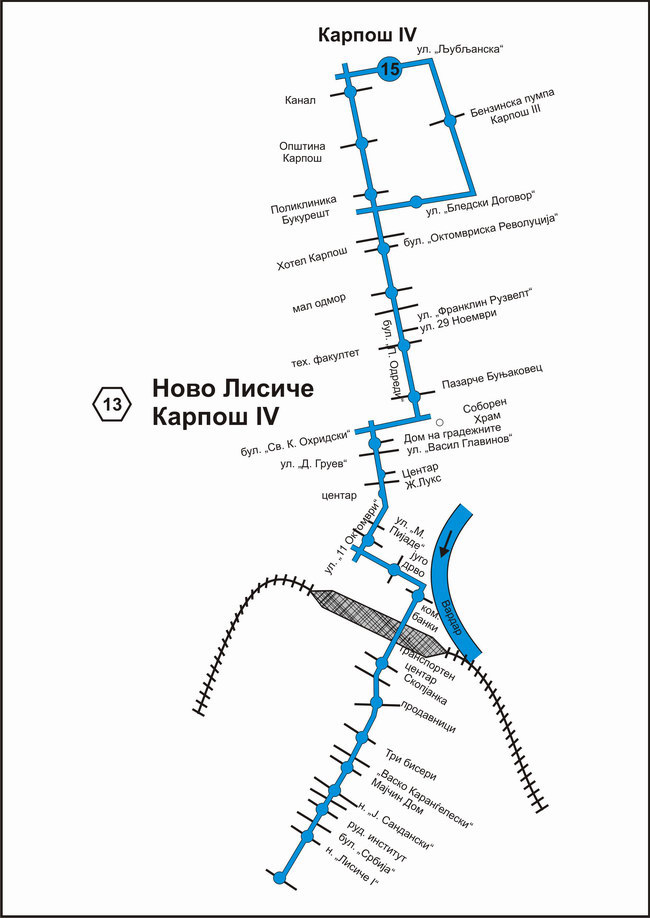 Карпош IV
ул. „Љубљанска“
15
Канал
Бензинска пумпа
Карпош III
Општина
Карпош
Поликлиника
Букурешт
ул. „Бледски Договор“
бул. „Октомвриска Револуција“
Хотел Карпош
мал одмор
ул. „Франклин Рузвелт“
ул. 29 Ноември
бул. „П. Одреди“
тех. факултет
Пазарче Буњаковец
13
Ново Лисиче
Карпош IV
Соборен
Храм
бул. „Св. К. Охридски“
Дом на градежните
ул. „Васил Главинов“
ул. „Д. Груев“
Центар
Ж.Лукс
центар
ул. „11 Октомври“
ул. „М.
Пијаде“
југо
дрво
Вардар
ком.
банки
транспортен
центар
Скопјанка
продавници
Три бисери
„Васко Каранѓелески“
Мајчин Дом
н. „Ј. Сандански“
руд. институт
бул. „Србија“
н. „Лисиче I“